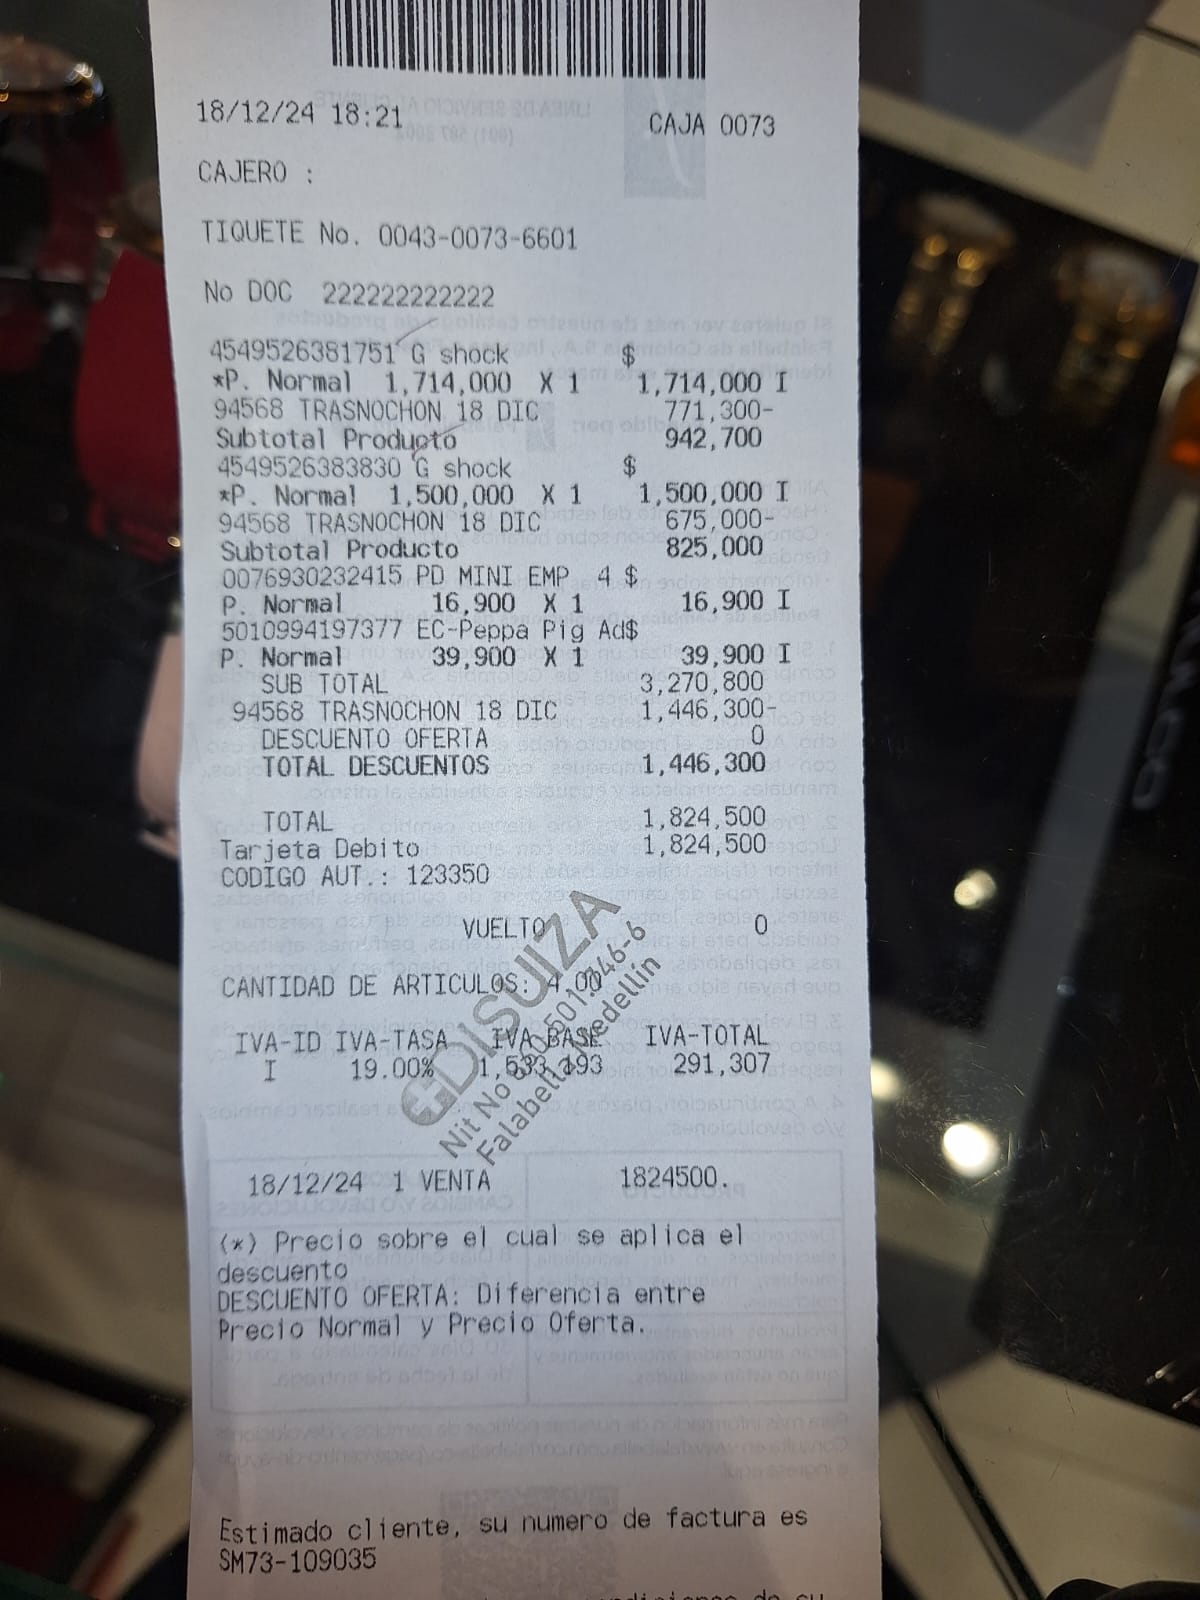 18/12/24 18:21 CAJA 0073
CAJERO :
TIQUETE No. 0043-0073-6601
No DOC 222222222222
4549526381751 G shock $
*P. Normal 1,714,000 X 1 1,714,000 I
94568 TRASNOCHON 18 DIC 771,300-
Subtotal Producto 942,700
4549526383830 G shock $
*P. Normal 1,500,000 X 1 1,500,000 I
94568 TRASNOCHON 18 DIC 675,000-
Subtotal Producto 825,000
0076930232415 PD MINI EMP 4 $
P. Normal 16,900 X 1 16,900 I
5010994197377 EC-Peppa Pig Ad$
P. Normal 39,900 X 1 39,900 I
SUB TOTAL 3,270,800
94568 TRASNOCHON 18 DIC 1,446,300-
DESCUENTO OFERTA 0
TOTAL DESCUENTOS 1,446,300
TOTAL 1,824,500
Tarjeta Debito 1,824,500
CODIGO AUT.: 123350
VUELTO 0
CANTIDAD DE ARTICULOS: 4,00
IVA-ID IVA-TASA IVA BASE IVA-TOTAL
I 19.00% 1,533,193 291,307
DISUIZA
Nit No
Falabella Medellín
18/12/24 1 VENTA 1824500.
(*) Precio sobre el cual se aplica el
descuento
DESCUENTO OFERTA: Diferencia entre
Precio Normal y Precio Oferta.
Estimado cliente, su numero de factura es
SM73-109035